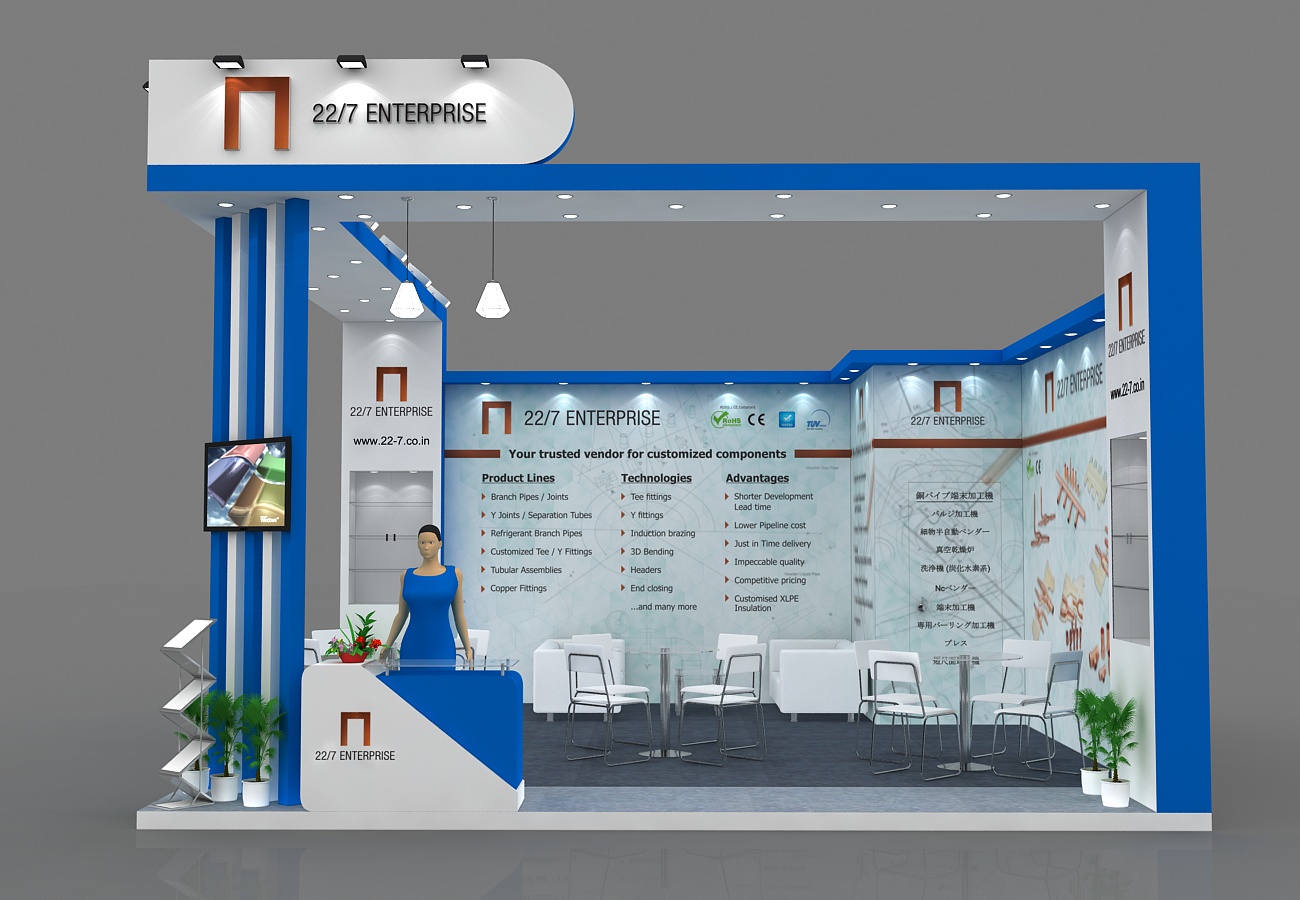 22/7 ENTERPRISE
22/7 ENTERPRISE
www.22-7.co.in
22/7 ENTERPRISE
RoHS
CE
TÜV
Your trusted vendor for customized components
Product Lines
Branch Pipes / Joints
Y Joints / Separation Tubes
Refrigerant Branch Pipes
Customized Tee / Y Fittings
Tubular Assemblies
Copper Fittings
Technologies
Tee fittings
Y fittings
Induction brazing
3D Bending
Headers
End closing
...and many more
Advantages
Shorter Development
Lead time
Lower Pipeline cost
Just in Time delivery
Impeccable quality
Competitive pricing
Customised XLPE
Insulation
22/7 ENTERPRISE
銅パイプ端末加工機
バルジ加工機
細物半自動ベンダー
真空乾燥炉
洗浄機 (炭化水素系)
Ncベンダー
端末加工機
専用バーリング加工機
プレス
22/7 ENTERPRISE
CE
22/7 ENTERPRISE
www.22-7.co.in
22/7 ENTERPRISE